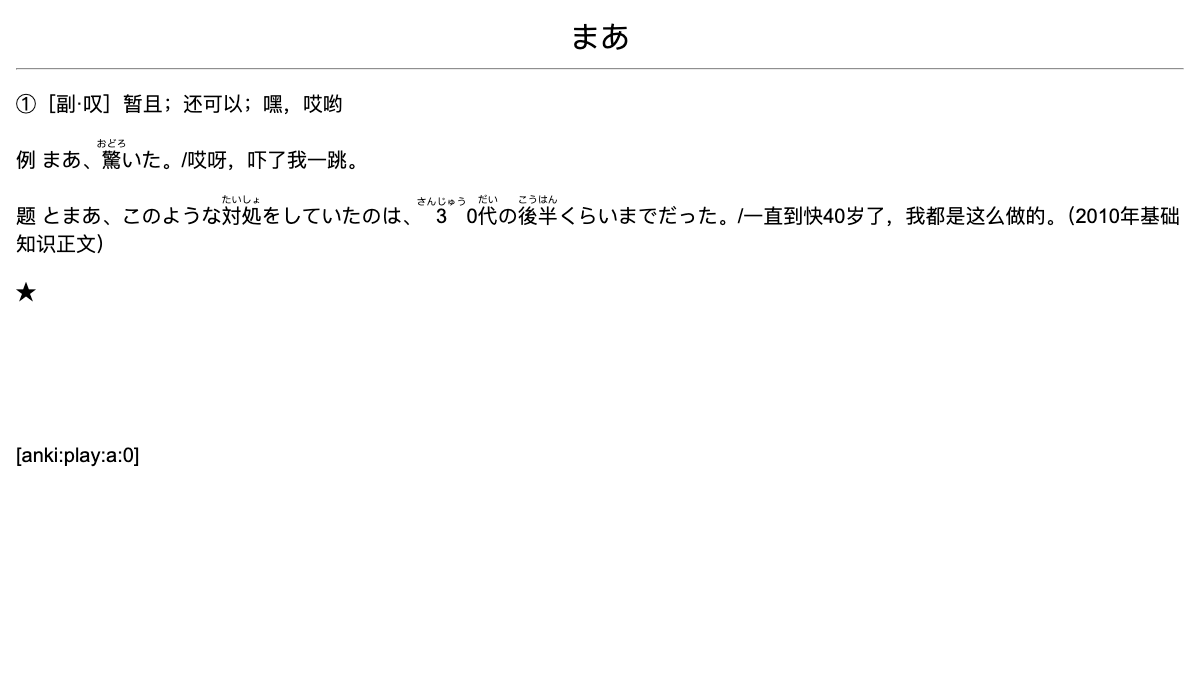 まあ
①［副·叹］暂且；还可以；嘿，哎哟
例 まあ、驚いた。/哎呀，吓了我一跳。
おどろ
题 とまあ、このような対処をしていたのは、３0代の後半くらいまでだった。/一直到快40岁了，我都是这么做的。（2010年基础
たいしょ さんじゅう だい こうはん
知识正文）
★
[anki:play:a:0]